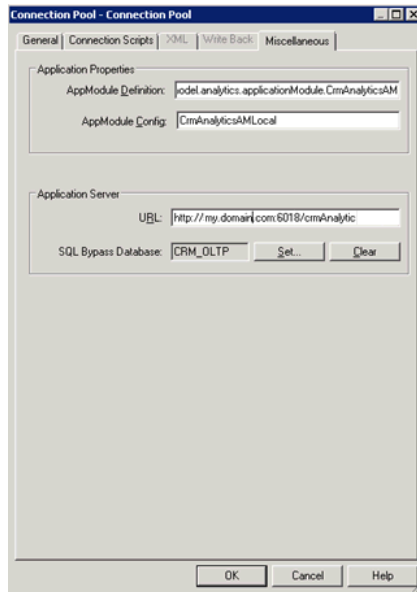 Connection Pool - Connection Pool
General Connection Scripts XML Write Back Miscellaneous
Application Properties
AppModule Definition: odel.analytics.applicationModule.CrmAnalyticsAM
AppModule Config: CrmAnalyticsAMLocal
Application Server
URL: http://my.domain.com:6018/crmAnalytic
SQL Bypass Database: CRM_OLTP Set... Clear
OK Cancel Help